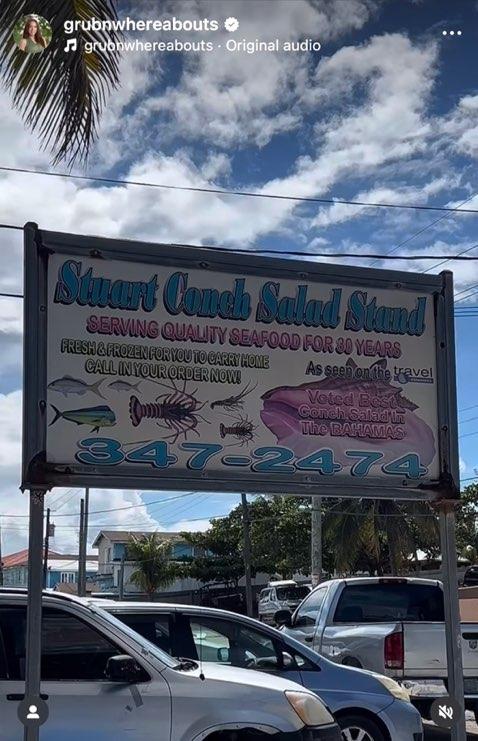 grubnwhereabouts
grubnwhereabouts · Original audio
Stuart Conch Salad Stand
SERVING QUALITY SEAFOOD FOR 30 YEARS
FRESH & FROZEN FOR YOU TO CARRY HOME
CALL IN YOUR ORDER NOW!
As seen on the travel
Voted Best
Conch Salad in
The BAHAMAS
347-2474